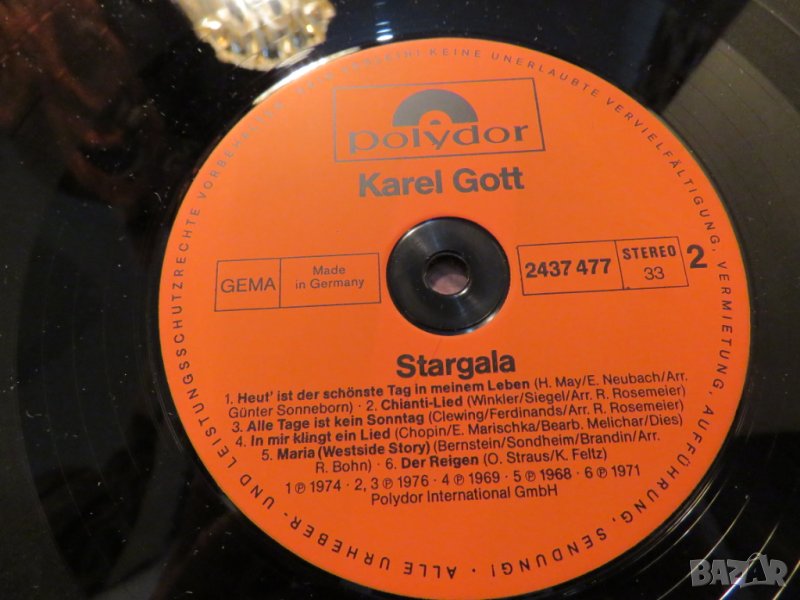 polydor
Karel Gott
GEMA
Made
in Germany
2437 477
STEREO
33
2
Stargala
1. Heut' ist der schönste Tag in meinem Leben (H. May/E. Neubach/Arr.
Günter Sonneborn) · 2. Chianti-Lied (Winkler/Siegel/Arr. R. Rosemeier)
3. Alle Tage ist kein Sonntag (Clewing/Ferdinands/Arr. R. Rosemeier)
4. In mir klingt ein Lied (Chopin/E. Marischka/Bearb. Melichar/Dies)
5. Maria (Westside Story) (Bernstein/Sondheim/Brandin/Arr.
R. Bohn) · 6. Der Reigen (O. Straus/K. Feltz)
1 ℗ 1974 · 2, 3 ℗ 1976 · 4 ℗ 1969 · 5 ℗ 1968 · 6 ℗ 1971
Polydor International GmbH
ALLE URHEBER- UND LEISTUNGSSCHUTZRECHTE VORBEHALTEN. KEINE UNERLAUBTE VERVIELFÄLTIGUNG, VERMIETUNG, AUFFÜHRUNG, SENDUNG!
BAZAR
bg